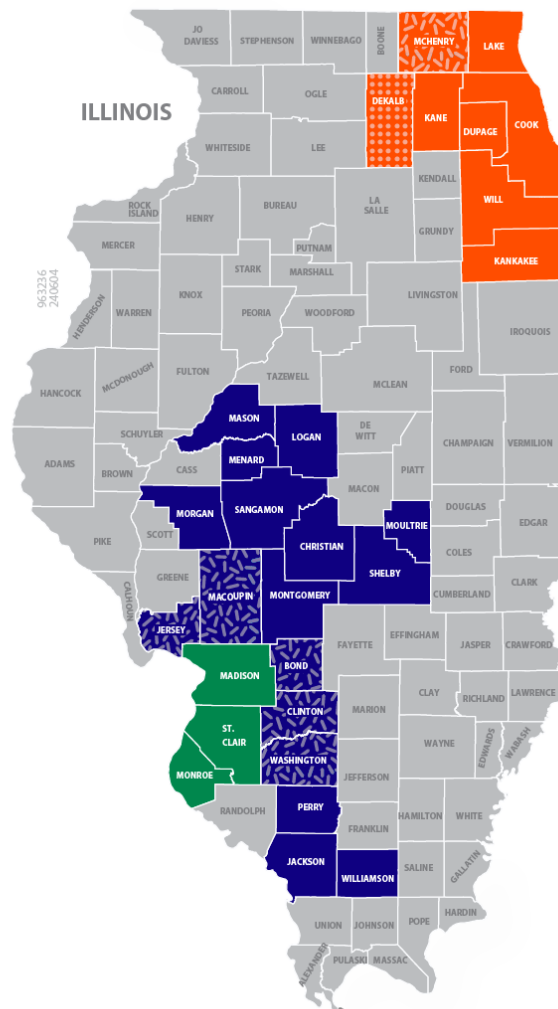 JO
DAVIESS
STEPHENSON
WINNEBAGO
BOONE
MCHENRY
LAKE
CARROLL
OGLE
DEKALB
KANE
COOK
DUPAGE
ILLINOIS
WHITESIDE
LEE
KENDALL
LA
SALLE
WILL
ROCK
ISLAND
HENRY
BUREAU
GRUNDY
MERCER
PUTNAM
KANKAKEE
STARK
MARSHALL
963236
240604
HENDERSON
WARREN
KNOX
PEORIA
WOODFORD
LIVINGSTON
IROQUOIS
FORD
HANCOCK
MCDONOUGH
FULTON
TAZEWELL
MCLEAN
MASON
LOGAN
SCHUYLER
DE
WITT
CHAMPAIGN
VERMILION
ADAMS
BROWN
CASS
MENARD
PIATT
MACON
MORGAN
SANGAMON
DOUGLAS
EDGAR
MOULTRIE
PIKE
SCOTT
CHRISTIAN
COLES
GREENE
MACOUPIN
MONTGOMERY
SHELBY
CLARK
CUMBERLAND
CALHOUN
JERSEY
FAYETTE
EFFINGHAM
JASPER
CRAWFORD
MADISON
BOND
CLAY
RICHLAND
LAWRENCE
CLINTON
MARION
ST.
CLAIR
WAYNE
EDWARDS
WABASH
WASHINGTON
JEFFERSON
MONROE
RANDOLPH
PERRY
HAMILTON
WHITE
FRANKLIN
JACKSON
WILLIAMSON
SALINE
GALLATIN
UNION
JOHNSON
POPE
HARDIN
ALEXANDER
PULASKI
MASSAC